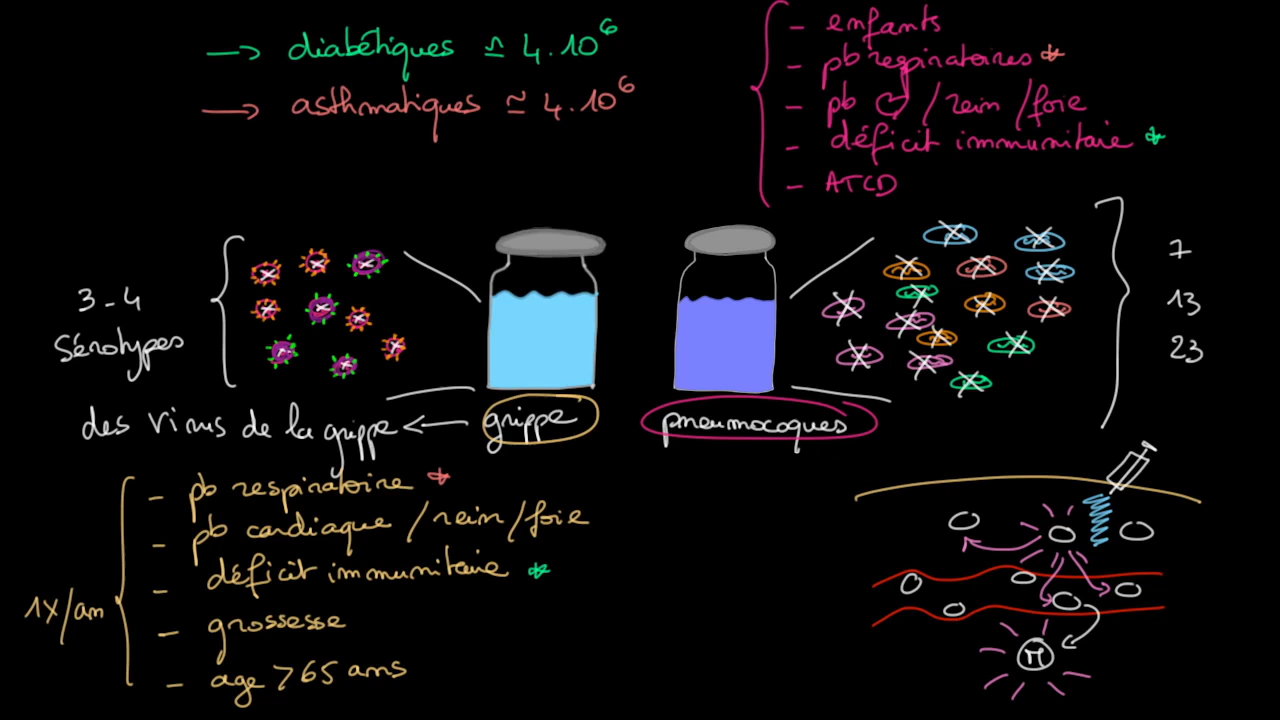 → diabétiques ≃ 4.10⁶
→ asthmatiques ≃ 4.10⁶
- enfants
- pb respiratoires *
- pb ♡ / rein / foie
- déficit immunitaire *
- ATCD
3-4
sérotypes
des virus de la grippe ← grippe
pneumocoques
7
13
23
1X/an
- pb respiratoire *
- pb cardiaque / rein / foie
- déficit immunitaire *
- grossesse
- age > 65 ans
π